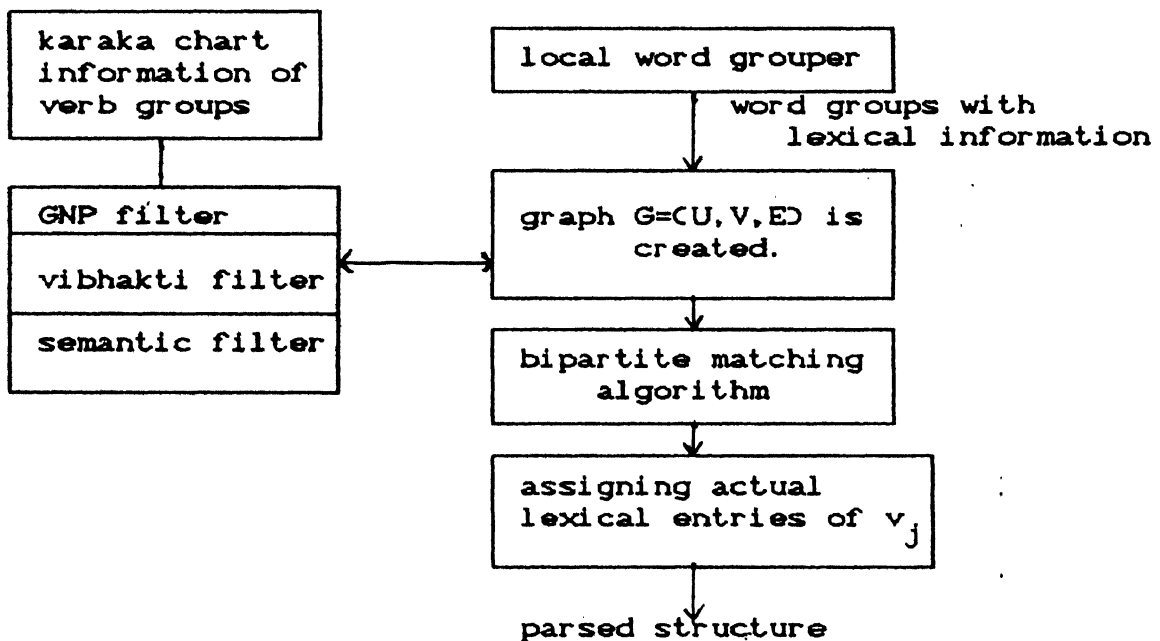 karaka chart
information of
verb groups
local word grouper
word groups with
lexical information
GNP filter
vibhakti filter
semantic filter
graph G=(U,V,E) is
created.
bipartite matching
algorithm
assigning actual
lexical entries of v_j
parsed structure